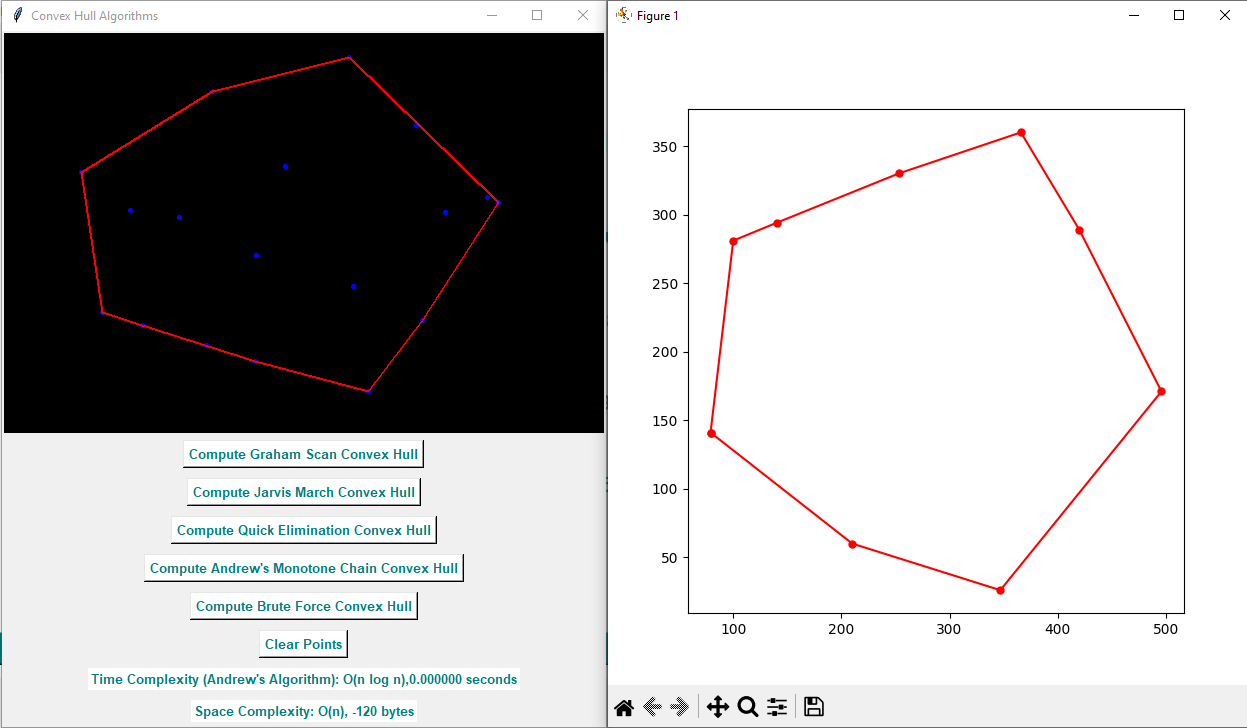 Convex Hull Algorithms
Compute Graham Scan Convex Hull
Compute Jarvis March Convex Hull
Compute Quick Elimination Convex Hull
Compute Andrew's Monotone Chain Convex Hull
Compute Brute Force Convex Hull
Clear Points
Time Complexity (Andrew's Algorithm): O(n log n),0.000000 seconds
Space Complexity: O(n), -120 bytes
Figure 1
350
300
250
200
150
100
50
100 200 300 400 500